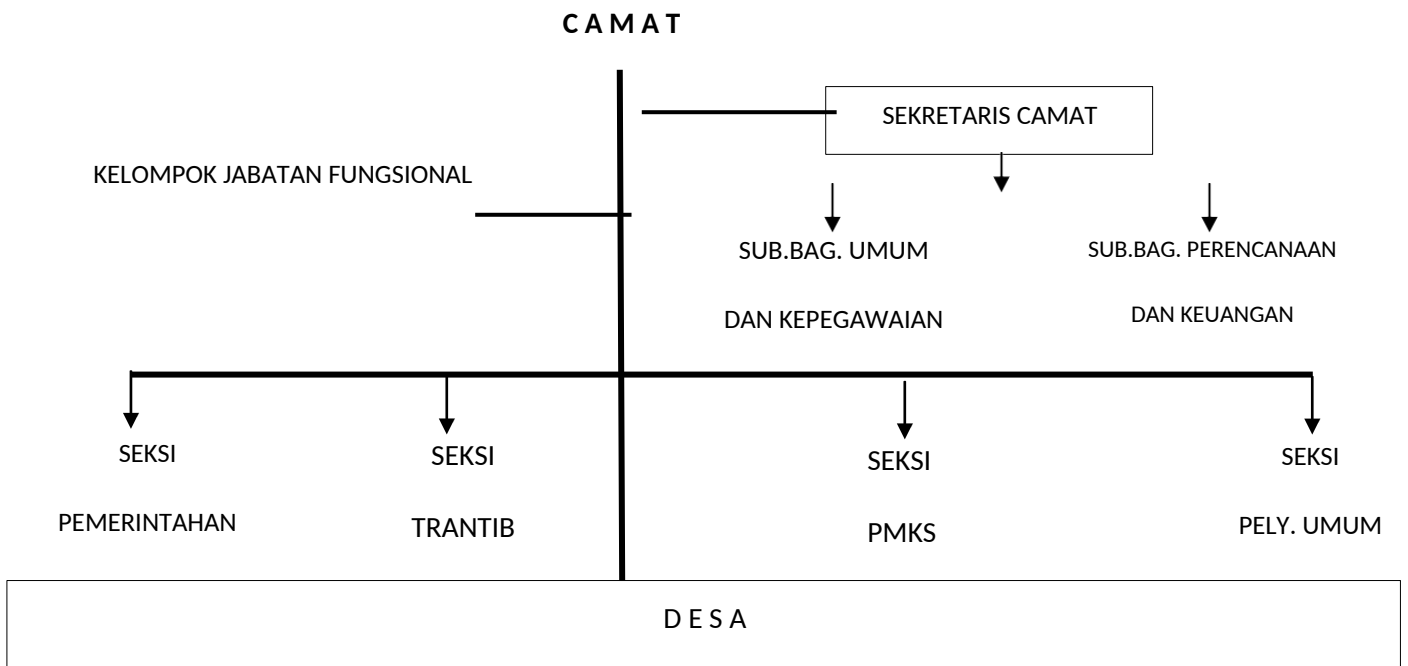 C A M A T
SEKRETARIS CAMAT
KELOMPOK JABATAN FUNGSIONAL
SUB.BAG. UMUM
DAN KEPEGAWAIAN
SUB.BAG. PERENCANAAN
DAN KEUANGAN
SEKSI
PEMERINTAHAN
SEKSI
TRANTIB
SEKSI
PMKS
SEKSI
PELY. UMUM
D E S A